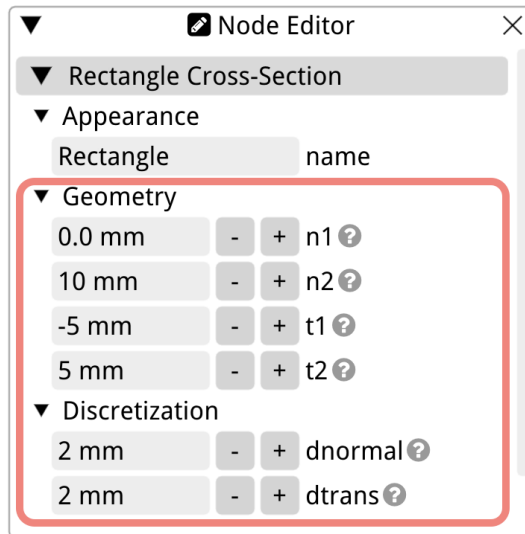 Node Editor
Rectangle Cross-Section
Appearance
Rectangle name
Geometry
0.0 mm - + n1 ?
10 mm - + n2 ?
-5 mm - + t1 ?
5 mm - + t2 ?
Discretization
2 mm - + dnormal ?
2 mm - + dtrans ?